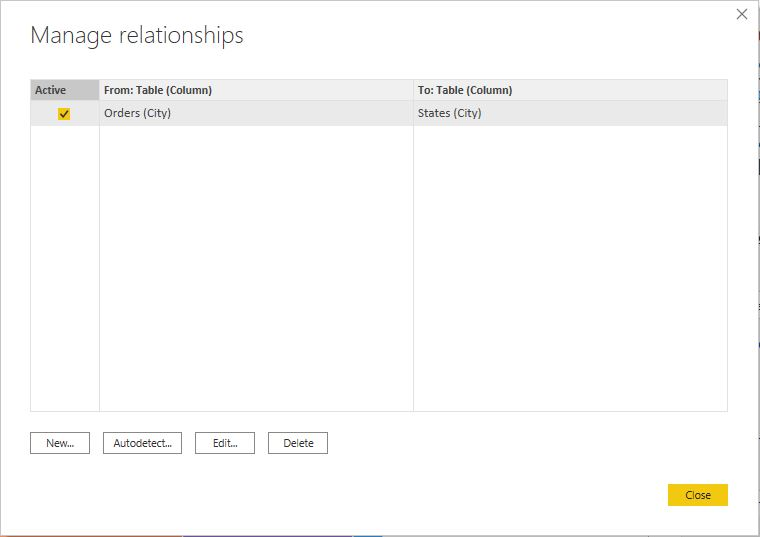 Manage relationships
Active From: Table (Column) To: Table (Column)
Orders (City) States (City)
New... Autodetect... Edit... Delete
Close